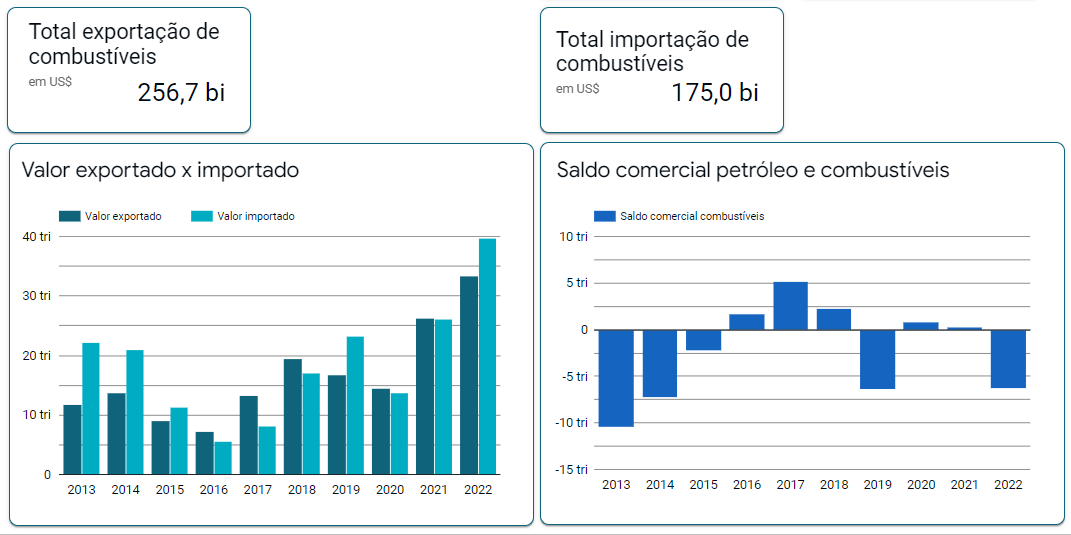 Total exportação de
combustíveis
em US$
256,7 bi
Total importação de
combustíveis
em US$
175,0 bi
Valor exportado x importado
Valor exportado
Valor importado
40 tri
30 tri
20 tri
10 tri
0
2013 2014 2015 2016 2017 2018 2019 2020 2021 2022
Saldo comercial petróleo e combustíveis
Saldo comercial combustíveis
10 tri
5 tri
0
-5 tri
-10 tri
-15 tri
2013 2014 2015 2016 2017 2018 2019 2020 2021 2022